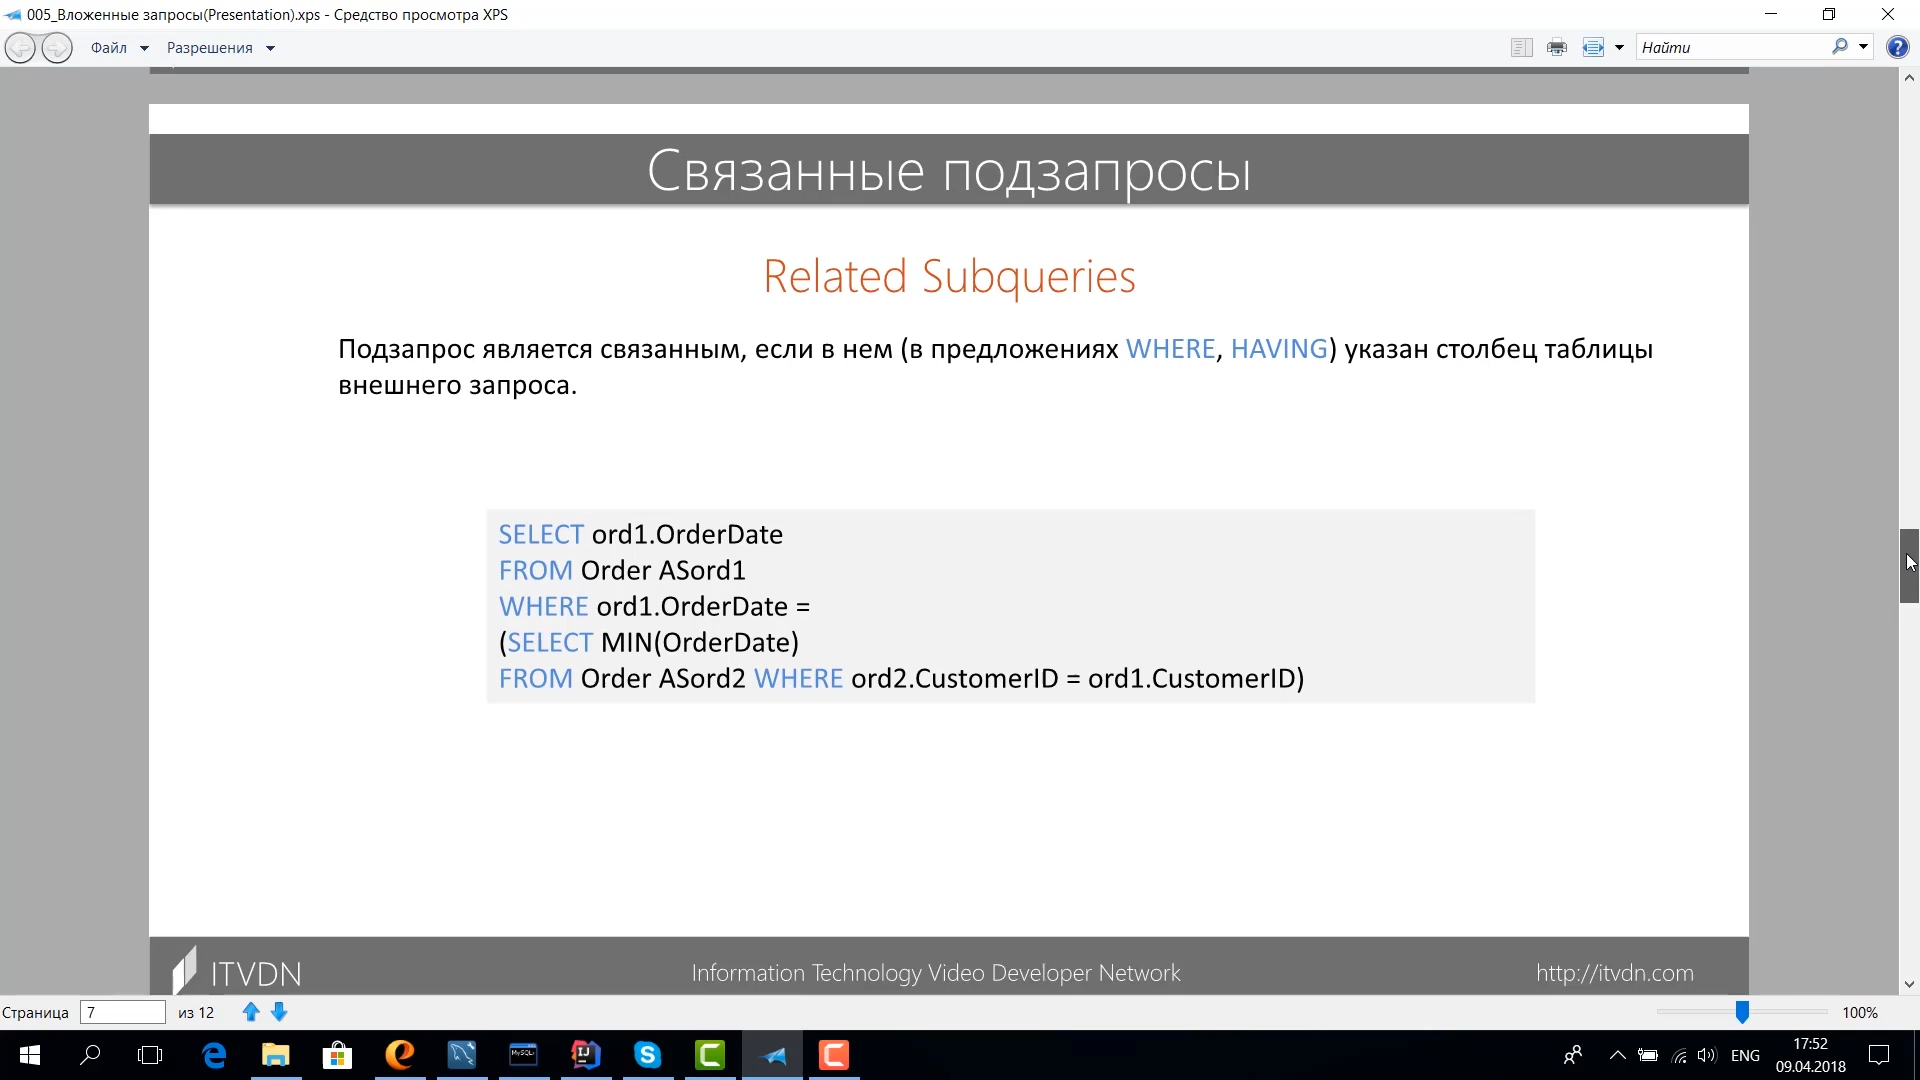 005_Вложенные запросы(Presentation).xps - Средство просмотра XPS
Файл Разрешения Найти
Связанные подзапросы
Related Subqueries
Подзапрос является связанным, если в нем (в предложениях WHERE, HAVING) указан столбец таблицы
внешнего запроса.
SELECT ord1.OrderDate
FROM Order ASord1
WHERE ord1.OrderDate =
(SELECT MIN(OrderDate)
FROM Order ASord2 WHERE ord2.CustomerID = ord1.CustomerID)
ITVDN Information Technology Video Developer Network http://itvdn.com
Страница 7 из 12 100%
MySQL
IJ
ENG
17:52
09.04.2018